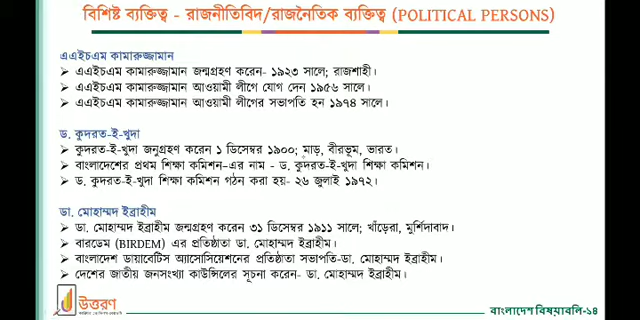 বিশিষ্ট ব্যক্তিত্ব - রাজনীতিবিদ/রাজনৈতিক ব্যক্তিত্ব (POLITICAL PERSONS)
এএইচএম কামারুজ্জামান
➤ এএইচএম কামারুজ্জামান জন্মগ্রহণ করেন- ১৯২৩ সালে; রাজশাহী।
➤ এএইচএম কামারুজ্জামান আওয়ামী লীগে যোগ দেন ১৯৫৬ সালে।
➤ এএইচএম কামারুজ্জামান আওয়ামী লীগের সভাপতি হন ১৯৭৪ সালে।
ড. কুদরত-ই-খুদা
➤ কুদরত-ই-খুদা জন্মগ্রহণ করেন ১ ডিসেম্বর ১৯০০; মাড়, বীরভূম, ভারত।
➤ বাংলাদেশের প্রথম শিক্ষা কমিশন-এর নাম - ড. কুদরত-ই-খুদা শিক্ষা কমিশন।
➤ ড. কুদরত-ই-খুদা শিক্ষা কমিশন গঠন করা হয়- ২৬ জুলাই ১৯৭২।
ডা. মোহাম্মদ ইব্রাহীম
➤ ডা. মোহাম্মদ ইব্রাহীম জন্মগ্রহণ করেন ৩১ ডিসেম্বর ১৯১১ সালে; খাঁড়েরা, মুর্শিদাবাদ।
➤ বারডেম (BIRDEM) এর প্রতিষ্ঠাতা ডা. মোহাম্মদ ইব্রাহীম।
➤ বাংলাদেশ ডায়াবেটিস অ্যাসোসিয়েশনের প্রতিষ্ঠাতা সভাপতি-ডা. মোহাম্মদ ইব্রাহীম।
➤ দেশের জাতীয় জনসংখ্যা কাউন্সিলের সূচনা করেন- ডা. মোহাম্মদ ইব্রাহীম।
উত্তরণ
বাংলাদেশ বিষয়াবলি-১৪